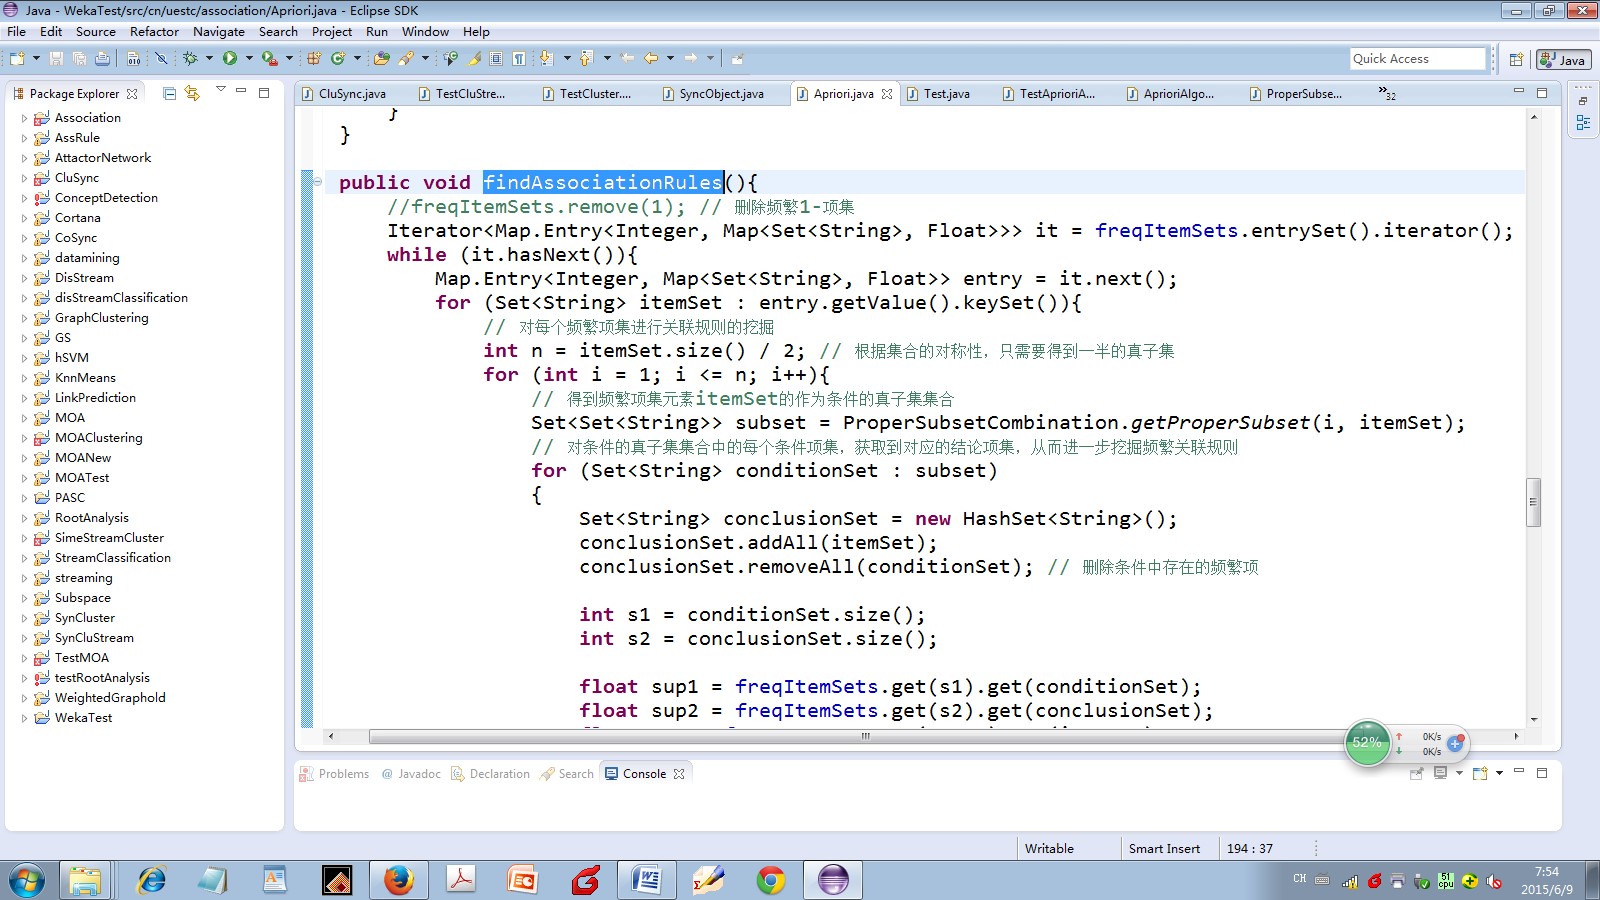 Java - WekaTest/src/cn/uestc/association/Apriori.java - Eclipse SDK
File Edit Source Refactor Navigate Search Project Run Window Help
Quick Access
Java
Package Explorer
CluSync.java TestCluStre... TestCluster.... SyncObject.java Apriori.java Test.java TestAprioriA... AprioriAlgo... ProperSubse... »32
Association
AssRule
AttactorNetwork
CluSync
ConceptDetection
Cortana
CoSync
datamining
DisStream
disStreamClassification
GraphClustering
GS
hSVM
KnnMeans
LinkPrediction
MOA
MOAClustering
MOANew
MOATest
PASC
RootAnalysis
SimeStreamCluster
StreamClassification
streaming
Subspace
SynCluster
SynCluStream
TestMOA
testRootAnalysis
WeightedGraphold
WekaTest
}
}
public void findAssociationRules(){
//freqItemSets.remove(1); // 删除频繁1-项集
Iterator<Map.Entry<Integer, Map<Set<String>, Float>>> it = freqItemSets.entrySet().iterator();
while (it.hasNext()){
Map.Entry<Integer, Map<Set<String>, Float>> entry = it.next();
for (Set<String> itemSet : entry.getValue().keySet()){
// 对每个频繁项集进行关联规则的挖掘
int n = itemSet.size() / 2; // 根据集合的对称性，只需要得到一半的真子集
for (int i = 1; i <= n; i++){
// 得到频繁项集元素itemSet的作为条件的真子集集合
Set<Set<String>> subset = ProperSubsetCombination.getProperSubset(i, itemSet);
// 对条件的真子集集合中的每个条件项集，获取到对应的结论项集，从而进一步挖掘频繁关联规则
for (Set<String> conditionSet : subset)
{
Set<String> conclusionSet = new HashSet<String>();
conclusionSet.addAll(itemSet);
conclusionSet.removeAll(conditionSet); // 删除条件中存在的频繁项
int s1 = conditionSet.size();
int s2 = conclusionSet.size();
float sup1 = freqItemSets.get(s1).get(conditionSet);
float sup2 = freqItemSets.get(s2).get(conclusionSet);
52%
0K/s
0K/s
Problems Javadoc Declaration Search Console
Writable Smart Insert 194 : 37
CH
51
cpu
7:54
2015/6/9